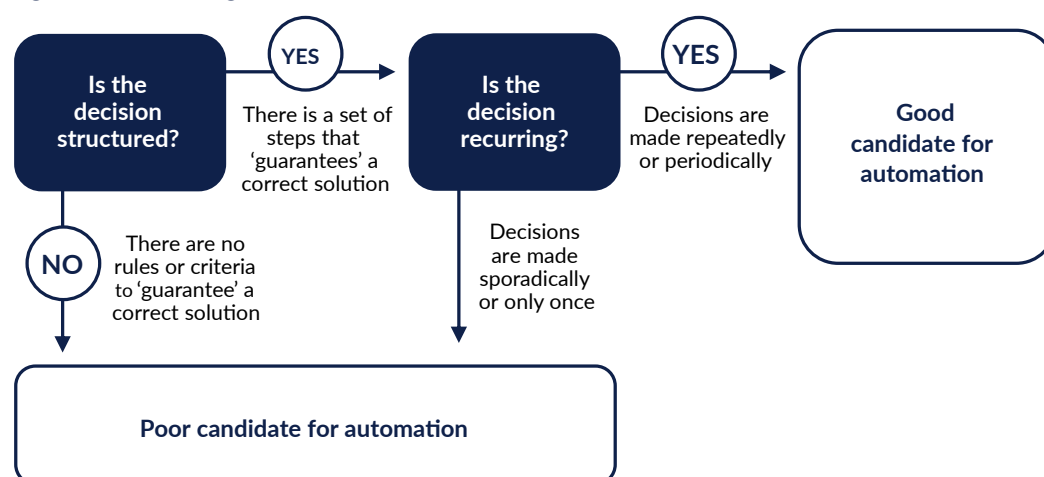 Is the
decision
structured?
YES
There is a set of
steps that
‘guarantees’ a
correct solution
Is the
decision
recurring?
YES
Decisions are
made repeatedly
or periodically
Good
candidate for
automation
NO
There are no
rules or criteria
to ‘guarantee’ a
correct solution
Decisions
are made
sporadically
or only once
Poor candidate for automation